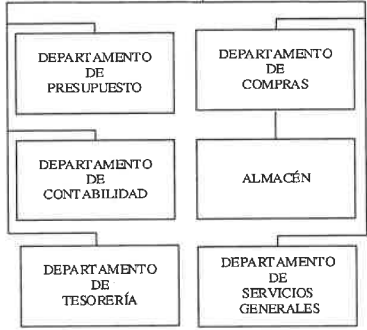 DEPARTAMENTO
DE
PRESUPUESTO
DEPARTAMENTO
DE
COMPRAS
DEPARTAMENTO
DE
CONTABILIDAD
ALMACÉN
DEPARTAMENTO
DE
TESORERÍA
DEPARTAMENTO
DE
SERVICIOS
GENERALES